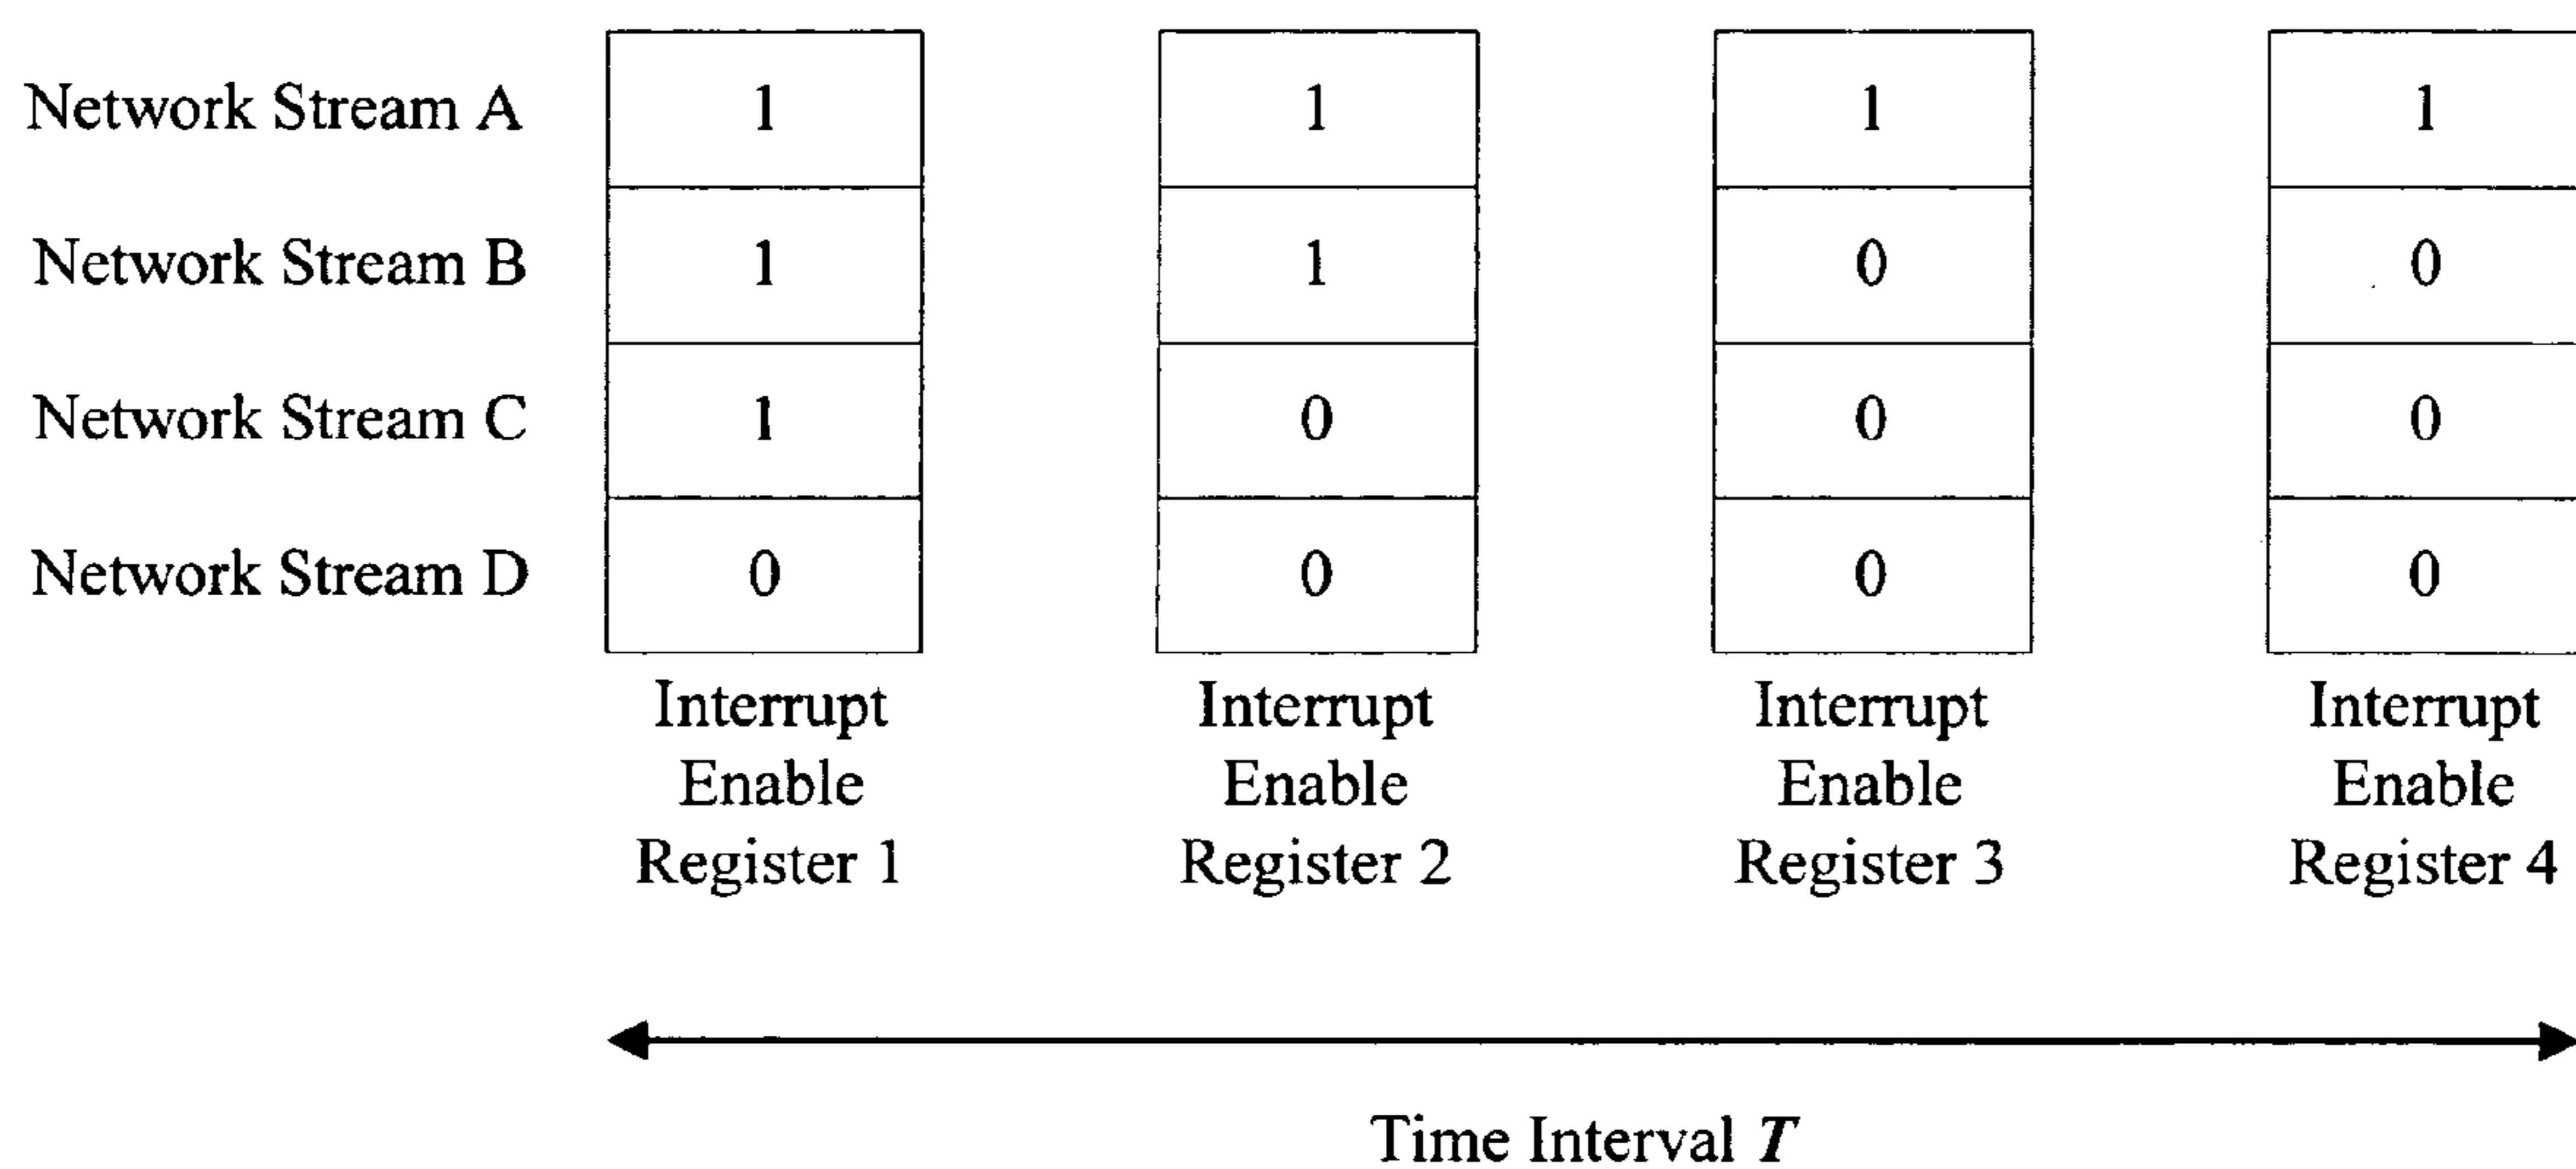 Network Stream A 1 1 1 1
Network Stream B 1 1 0 0
Network Stream C 1 0 0 0
Network Stream D 0 0 0 0
Interrupt Interrupt Interrupt Interrupt
Enable Enable Enable Enable
Register 1 Register 2 Register 3 Register 4
Time Interval T